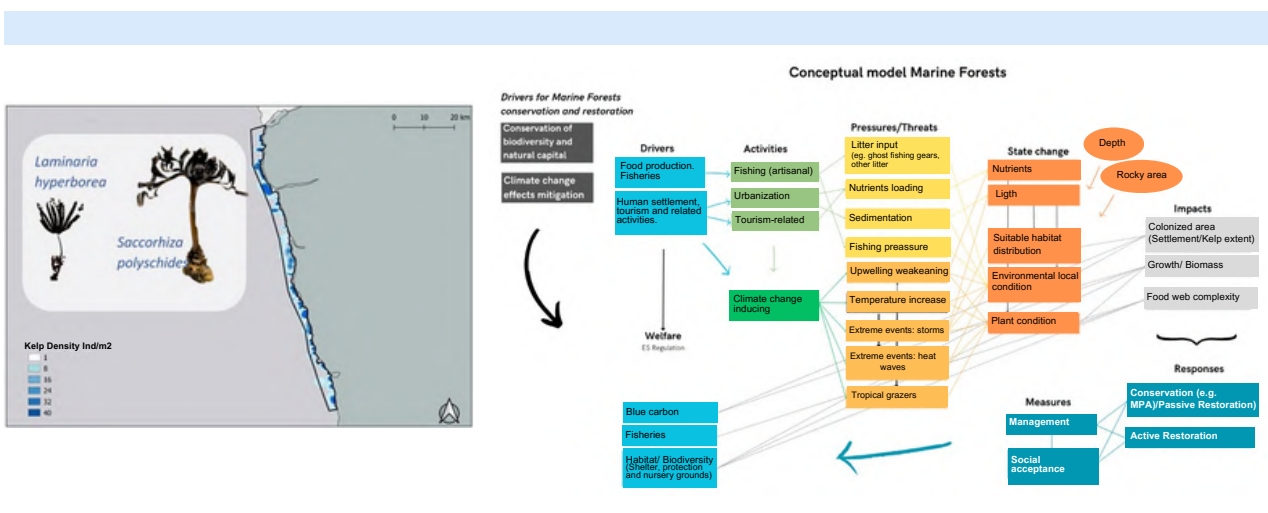 Conceptual model Marine Forests
0 10 20 km
Laminaria
hyperborea
Saccorhiza
polyschides
Kelp Density Ind/m2
1
8
16
24
32
40
Drivers for Marine Forests
conservation and restoration
Conservation of
biodiversity and
natural capital
Climate change
effects mitigation
Drivers
Food production.
Fisheries
Human settlement,
tourism and related
activities.
Welfare
ES Regulation
Blue carbon
Fisheries
Habitat/ Biodiversity
(Shelter, protection
and nursery grounds)
Activities
Fishing (artisanal)
Urbanization
Tourism-related
Climate change
inducing
Pressures/Threats
Litter input
(eg. ghost fishing gears,
other litter
Nutrients loading
Sedimentation
Fishing preassure
Upwelling weakeaning
Temperature increase
Extreme events: storms
Extreme events: heat
waves
Tropical grazers
State change
Nutrients
Ligth
Suitable habitat
distribution
Environmental local
condition
Plant condition
Depth
Rocky area
Impacts
Colonized area
(Settlement/Kelp extent)
Growth/ Biomass
Food web complexity
Responses
Conservation (e.g.
MPA)/Passive Restoration)
Active Restoration
Measures
Management
Social
acceptance